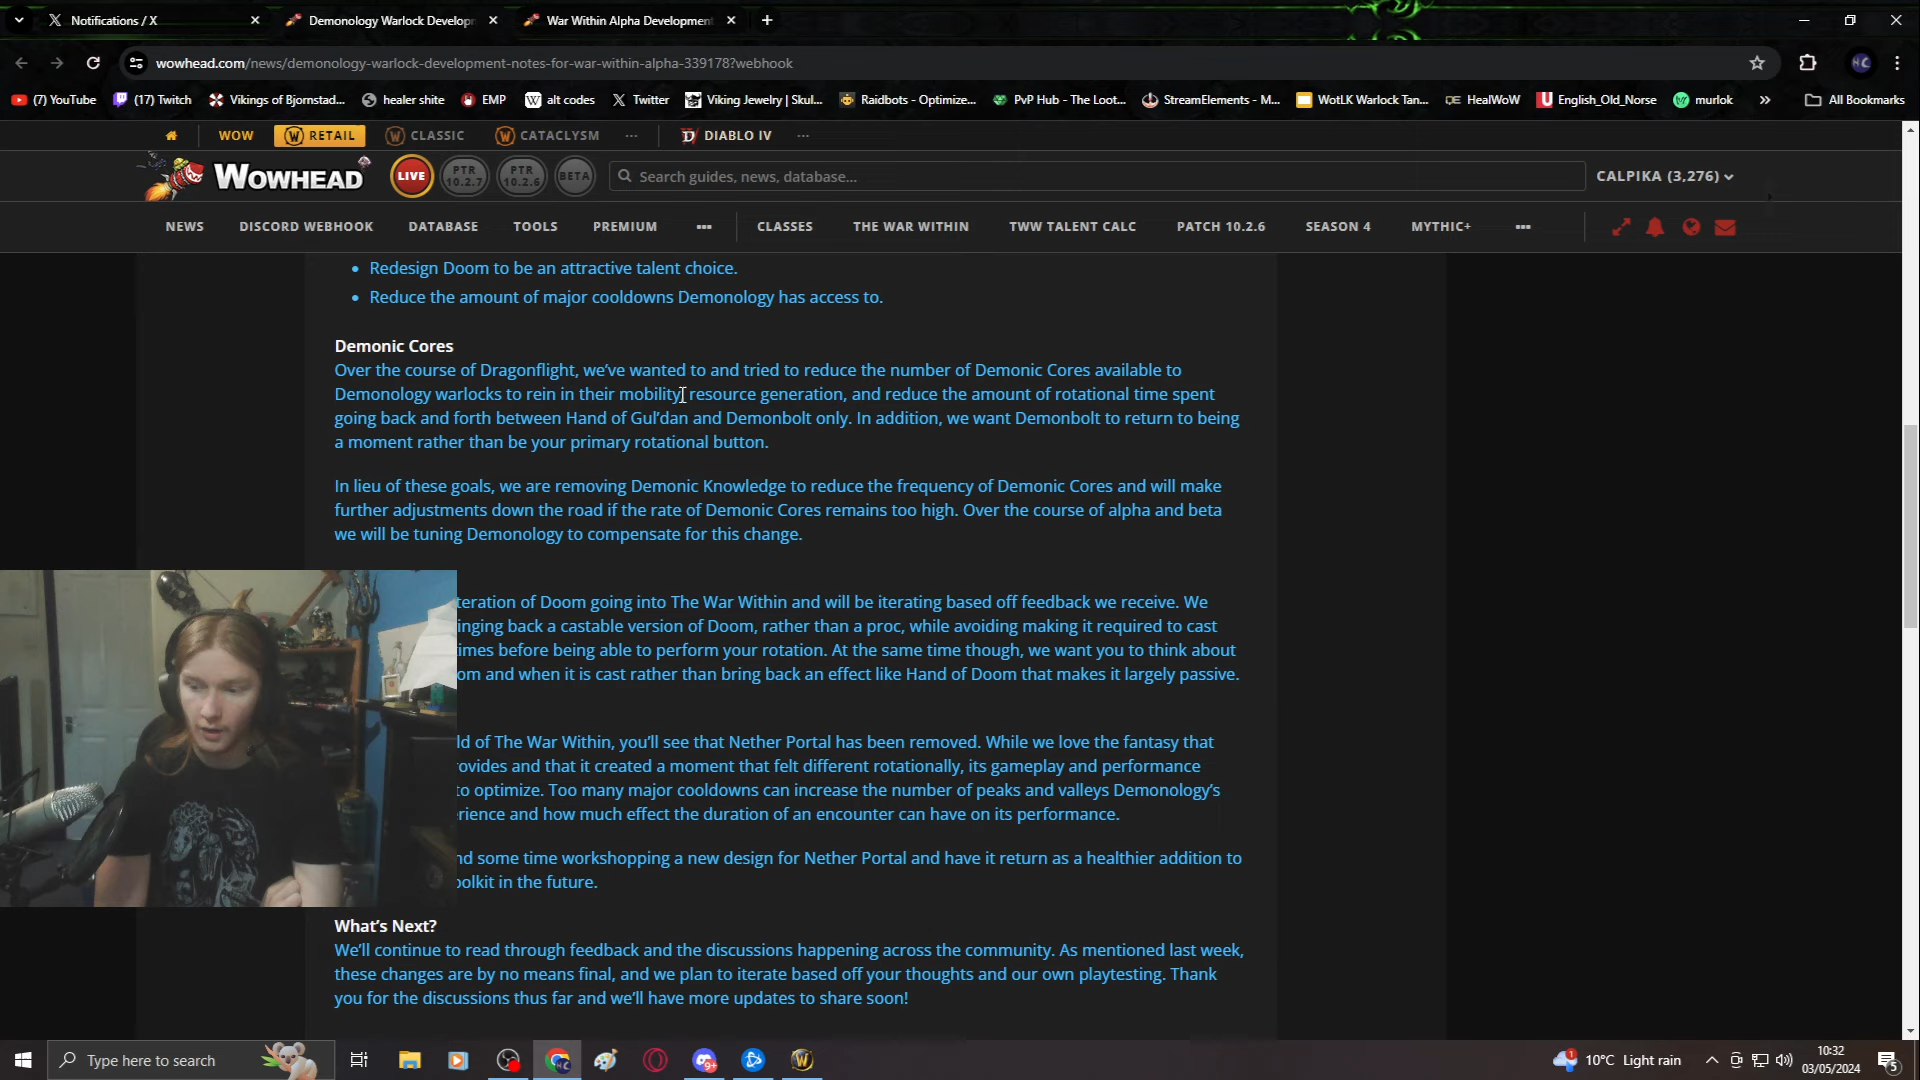 Notifications / X
Demonology Warlock Develop
War Within Alpha Development
wowhead.com/news/demonology-warlock-development-notes-for-war-within-alpha-339178?webhook
HC
(7) YouTube
(17) Twitch
Vikings of Bjornstad...
healer shite
EMP
alt codes
Twitter
Viking Jewelry | Skul...
Raidbots - Optimize...
PvP Hub - The Loot...
StreamElements - M...
WotLK Warlock Tan...
HealWoW
English_Old_Norse
murlok
»
All Bookmarks
WOW
RETAIL
CLASSIC
CATACLYSM
...
DIABLO IV
...
WOWHEAD
LIVE
PTR 10.2.7
PTR 10.2.6
BETA
Search guides, news, database...
CALPIKA (3,276)
NEWS
DISCORD WEBHOOK
DATABASE
TOOLS
PREMIUM
...
CLASSES
THE WAR WITHIN
TWW TALENT CALC
PATCH 10.2.6
SEASON 4
MYTHIC+
...
• Redesign Doom to be an attractive talent choice.
• Reduce the amount of major cooldowns Demonology has access to.
Demonic Cores
Over the course of Dragonflight, we've wanted to and tried to reduce the number of Demonic Cores available to
Demonology warlocks to rein in their mobility, resource generation, and reduce the amount of rotational time spent
going back and forth between Hand of Gul'dan and Demonbolt only. In addition, we want Demonbolt to return to being
a moment rather than be your primary rotational button.
In lieu of these goals, we are removing Demonic Knowledge to reduce the frequency of Demonic Cores and will make
further adjustments down the road if the rate of Demonic Cores remains too high. Over the course of alpha and beta
we will be tuning Demonology to compensate for this change.
teration of Doom going into The War Within and will be iterating based off feedback we receive. We
inging back a castable version of Doom, rather than a proc, while avoiding making it required to cast
imes before being able to perform your rotation. At the same time though, we want you to think about
om and when it is cast rather than bring back an effect like Hand of Doom that makes it largely passive.
ld of The War Within, you'll see that Nether Portal has been removed. While we love the fantasy that
rovides and that it created a moment that felt different rotationally, its gameplay and performance
to optimize. Too many major cooldowns can increase the number of peaks and valleys Demonology's
erience and how much effect the duration of an encounter can have on its performance.
nd some time workshopping a new design for Nether Portal and have it return as a healthier addition to
oolkit in the future.
What's Next?
We'll continue to read through feedback and the discussions happening across the community. As mentioned last week,
these changes are by no means final, and we plan to iterate based off your thoughts and our own playtesting. Thank
you for the discussions thus far and we'll have more updates to share soon!
Type here to search
9+
1
10°C Light rain
10:32
03/05/2024
5